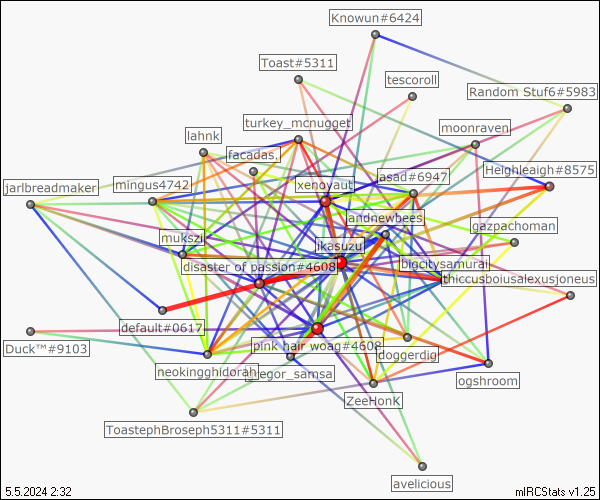 Knowun#6424
Toast#5311
tescoroll
Random Stuf6#5983
turkey_mcnugget
moonraven
lahnk
facadas.
Heighleigh#8575
jarlbreadmaker
mingus4742
xenoyaut
asad#6947
andnewbees
gazpachoman
mukszi
ikasuzu
disaster of passion#4608
bigcitysamurai
thiccusboiusalexusjoneus
default#0617
Duck™#9103
pink hair woag#4608
doggerdig
neokingghidorah
gregor_samsa
ogshroom
ZeeHonK
ToastephBroseph5311#5311
avelicious
5.5.2024 2:32
mIRCStats v1.25